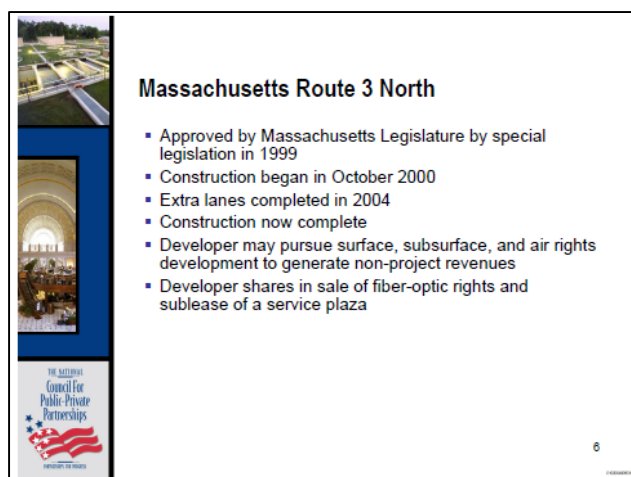 Massachusetts Route 3 North
▪ Approved by Massachusetts Legislature by special
legislation in 1999
▪ Construction began in October 2000
▪ Extra lanes completed in 2004
▪ Construction now complete
▪ Developer may pursue surface, subsurface, and air rights
development to generate non-project revenues
▪ Developer shares in sale of fiber-optic rights and
sublease of a service plaza
THE NATIONAL
Council For
Public-Private
Partnerships
6